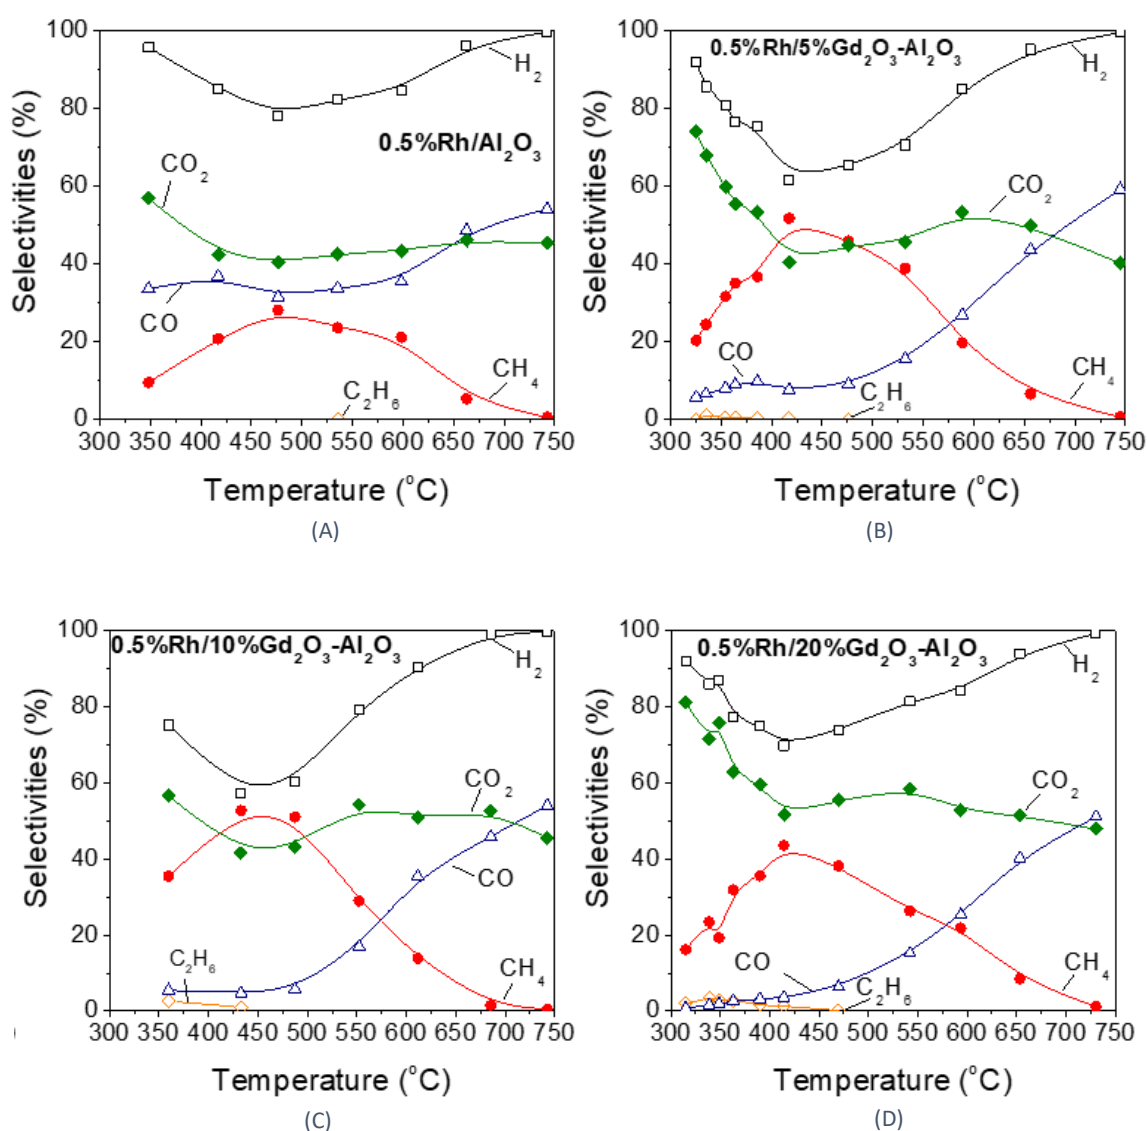 100
80
60
40
20
0
Selectivities (%)
H₂
0.5%Rh/Al₂O₃
CO₂
CO
C₂H₆
CH₄
300 350 400 450 500 550 600 650 700 750
Temperature (°C)
(A)
100
80
60
40
20
0
Selectivities (%)
0.5%Rh/5%Gd₂O₃-Al₂O₃
H₂
CO₂
CO
C₂H₆
CH₄
300 350 400 450 500 550 600 650 700 750
Temperature (°C)
(B)
100
80
60
40
20
0
Selectivities (%)
0.5%Rh/10%Gd₂O₃-Al₂O₃
H₂
CO₂
CO
C₂H₆
CH₄
300 350 400 450 500 550 600 650 700 750
Temperature (°C)
(C)
100
80
60
40
20
0
Selectivities (%)
0.5%Rh/20%Gd₂O₃-Al₂O₃
H₂
CO₂
CO
C₂H₆
CH₄
300 350 400 450 500 550 600 650 700 750
Temperature (°C)
(D)